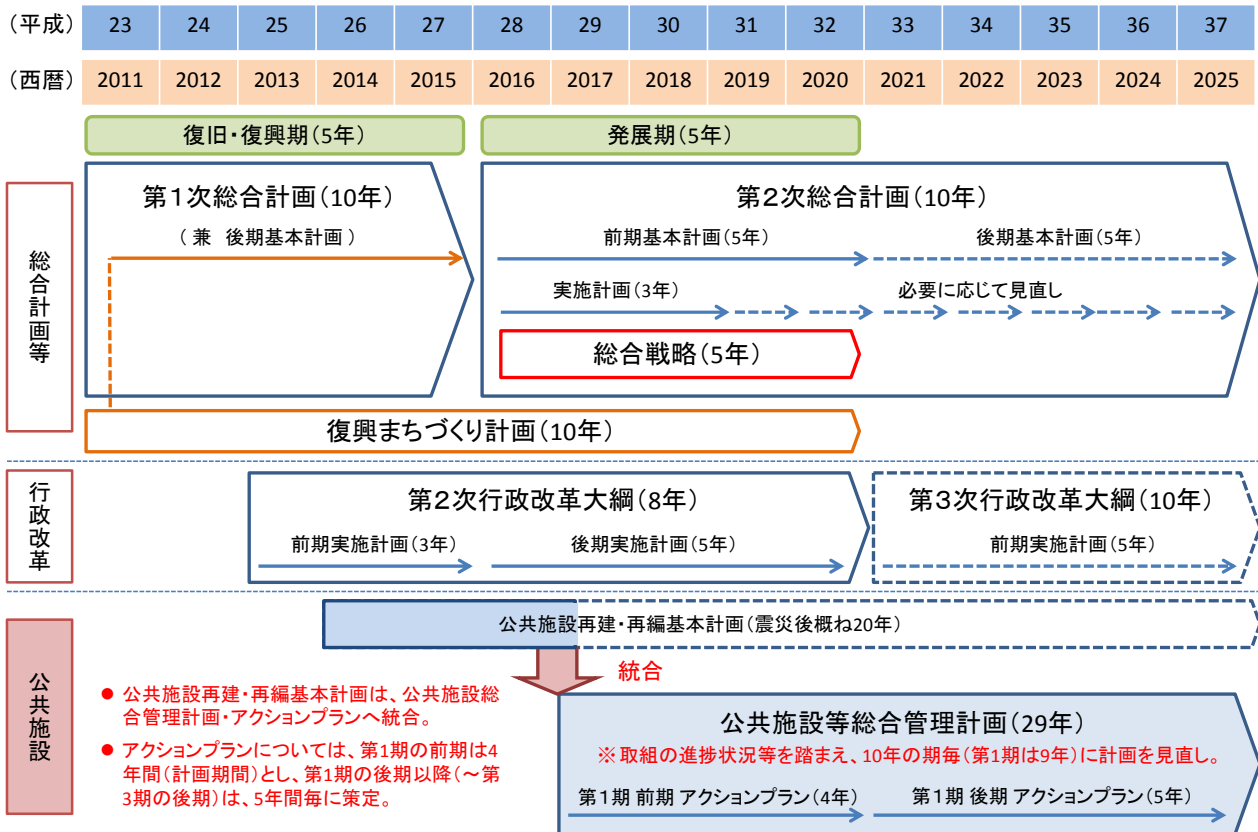 (平成) 23 24 25 26 27 28 29 30 31 32 33 34 35 36 37
(西暦) 2011 2012 2013 2014 2015 2016 2017 2018 2019 2020 2021 2022 2023 2024 2025
復旧・復興期(5年) 発展期(5年)
総合計画等
第1次総合計画(10年)
(兼 後期基本計画)
第2次総合計画(10年)
前期基本計画(5年) 後期基本計画(5年)
実施計画(3年) 必要に応じて見直し
総合戦略(5年)
復興まちづくり計画(10年)
行政改革
第2次行政改革大綱(8年)
前期実施計画(3年) 後期実施計画(5年)
第3次行政改革大綱(10年)
前期実施計画(5年)
公共施設
公共施設再建・再編基本計画(震災後概ね20年)
統合
● 公共施設再建・再編基本計画は、公共施設総
合管理計画・アクションプランへ統合。
● アクションプランについては、第1期の前期は4
年間(計画期間)とし、第1期の後期以降(～第
3期の後期)は、5年間毎に策定。
公共施設等総合管理計画(29年)
※取組の進捗状況等を踏まえ、10年の期毎(第1期は9年)に計画を見直し。
第1期 前期 アクションプラン(4年) 第1期 後期 アクションプラン(5年)